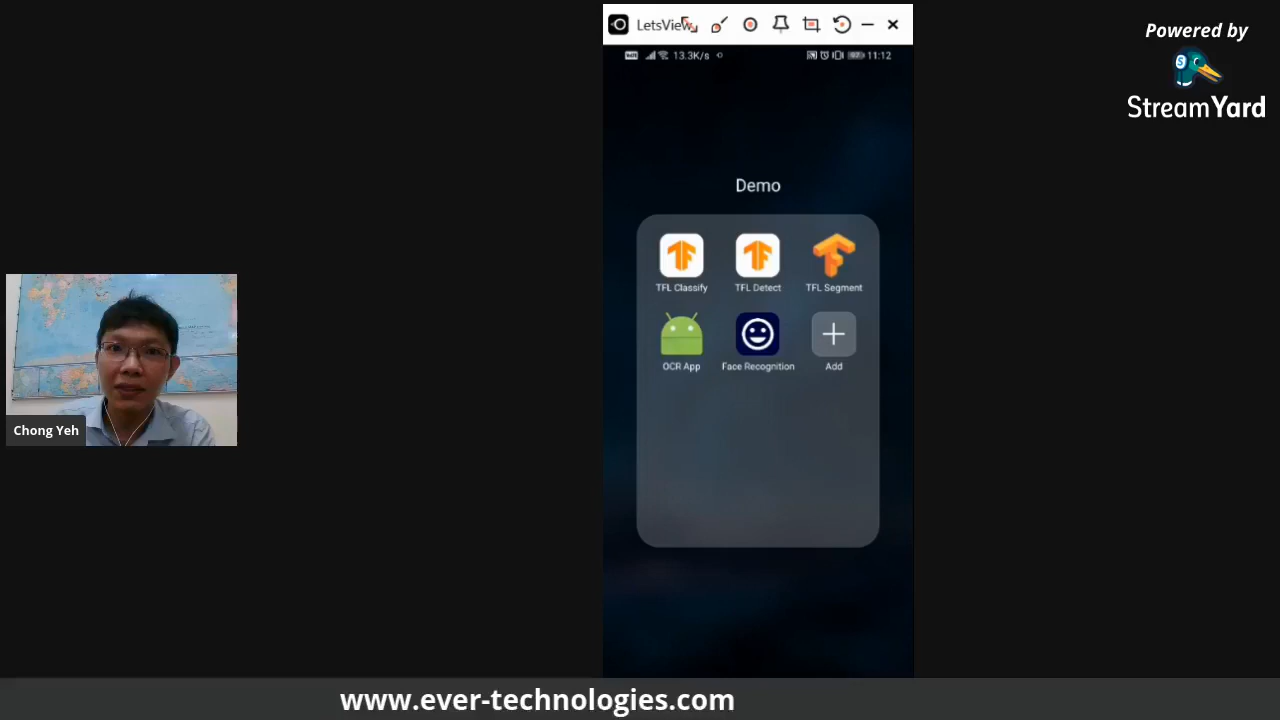 LetsView
13.3K/s
11:12
Powered by
StreamYard
Demo
TFL Classify
TFL Detect
TFL Segment
OCR App
Face Recognition
Add
Chong Yeh
www.ever-technologies.com